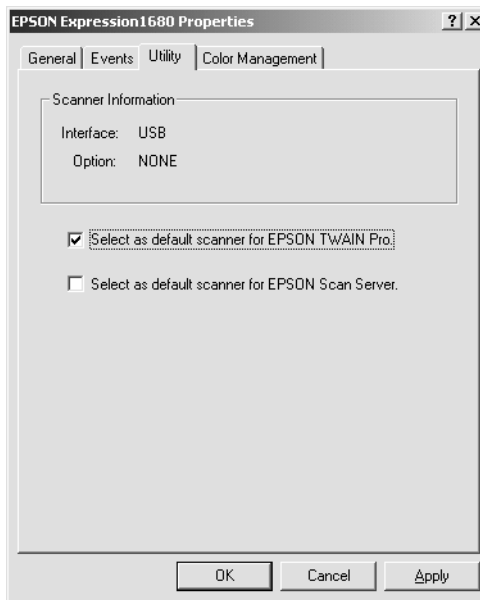 EPSON Expression1680 Properties
? X
General Events Utility Color Management
Scanner Information
Interface: USB
Option: NONE
Select as default scanner for EPSON TWAIN Pro.
Select as default scanner for EPSON Scan Server.
OK Cancel Apply